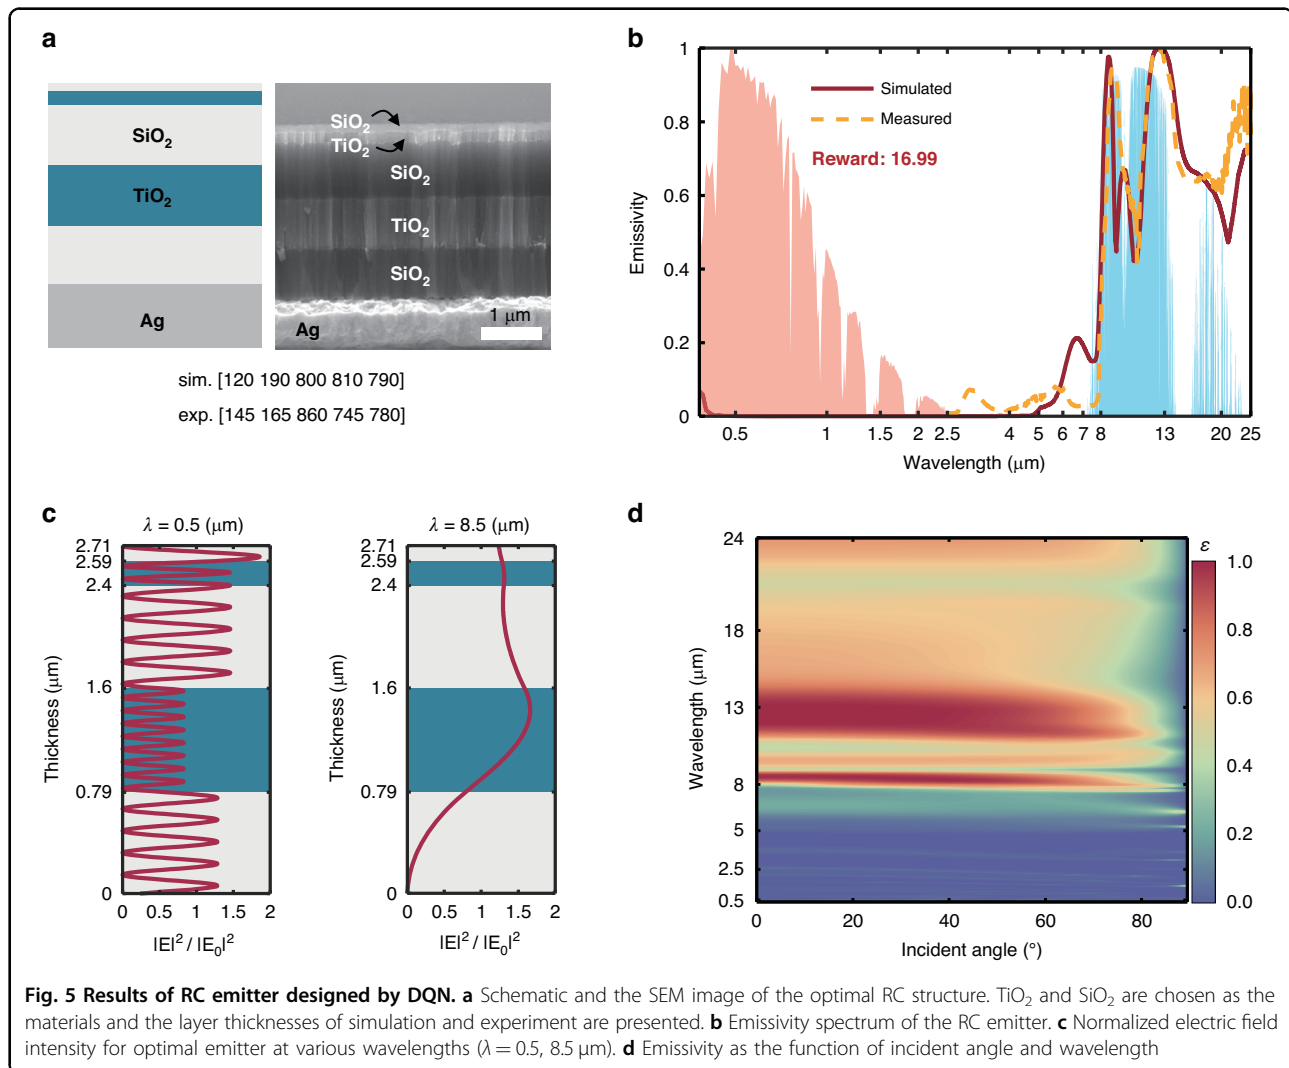 a
SiO2
TiO2
Ag
SiO2
TiO2
SiO2
TiO2
SiO2
Ag
1 μm
sim. [120 190 800 810 790]
exp. [145 165 860 745 780]
b
1
0.8
0.6
0.4
0.2
0
Emissivity
Simulated
Measured
Reward: 16.99
0.5 1 1.5 2 2.5 4 5 6 7 8 13 20 25
Wavelength (μm)
c
λ = 0.5 (μm)
2.71
2.59
2.4
1.6
0.79
0
Thickness (μm)
0 0.5 1 1.5 2
|E|² / |E0|²
λ = 8.5 (μm)
2.71
2.59
2.4
1.6
0.79
0
Thickness (μm)
0 0.5 1 1.5 2
|E|² / |E0|²
d
24
18
13
8
5
2.5
0.5
Wavelength (μm)
0 20 40 60 80
Incident angle (°)
ε
1.0
0.8
0.6
0.4
0.2
0.0
Fig. 5 Results of RC emitter designed by DQN. a Schematic and the SEM image of the optimal RC structure. TiO2 and SiO2 are chosen as the
materials and the layer thicknesses of simulation and experiment are presented. b Emissivity spectrum of the RC emitter. c Normalized electric field
intensity for optimal emitter at various wavelengths (λ = 0.5, 8.5 μm). d Emissivity as the function of incident angle and wavelength